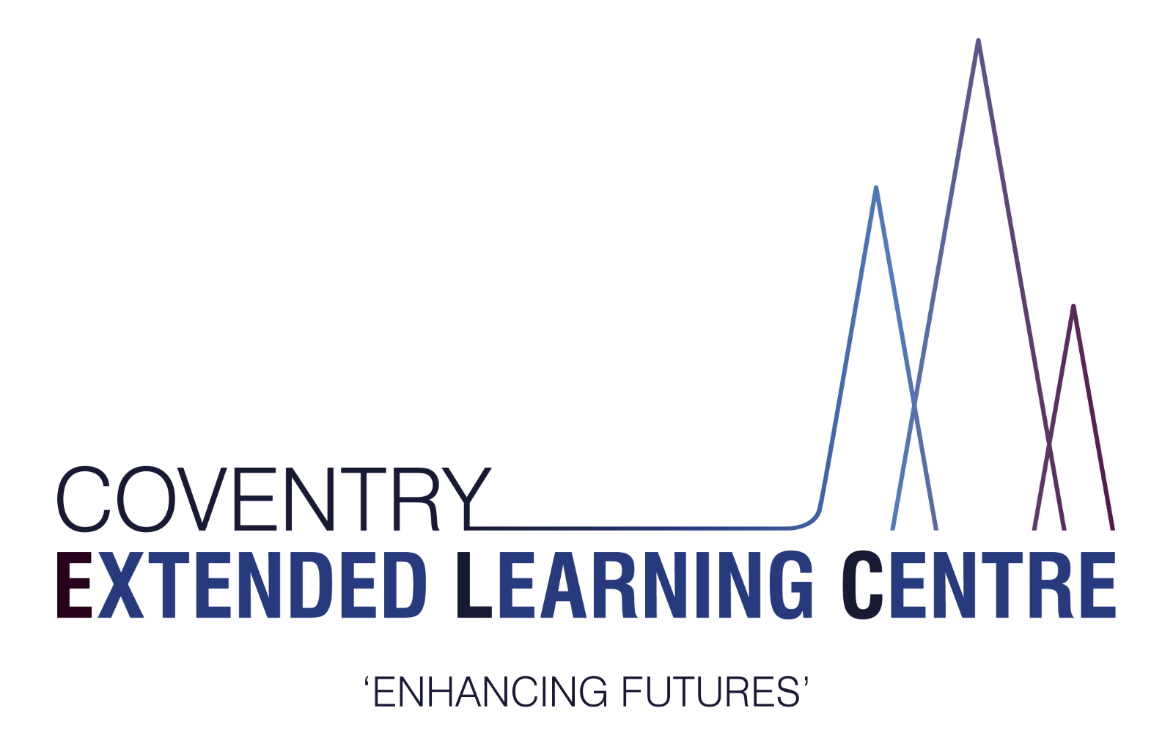 COVENTRY
EXTENDED LEARNING CENTRE
‘ENHANCING FUTURES’